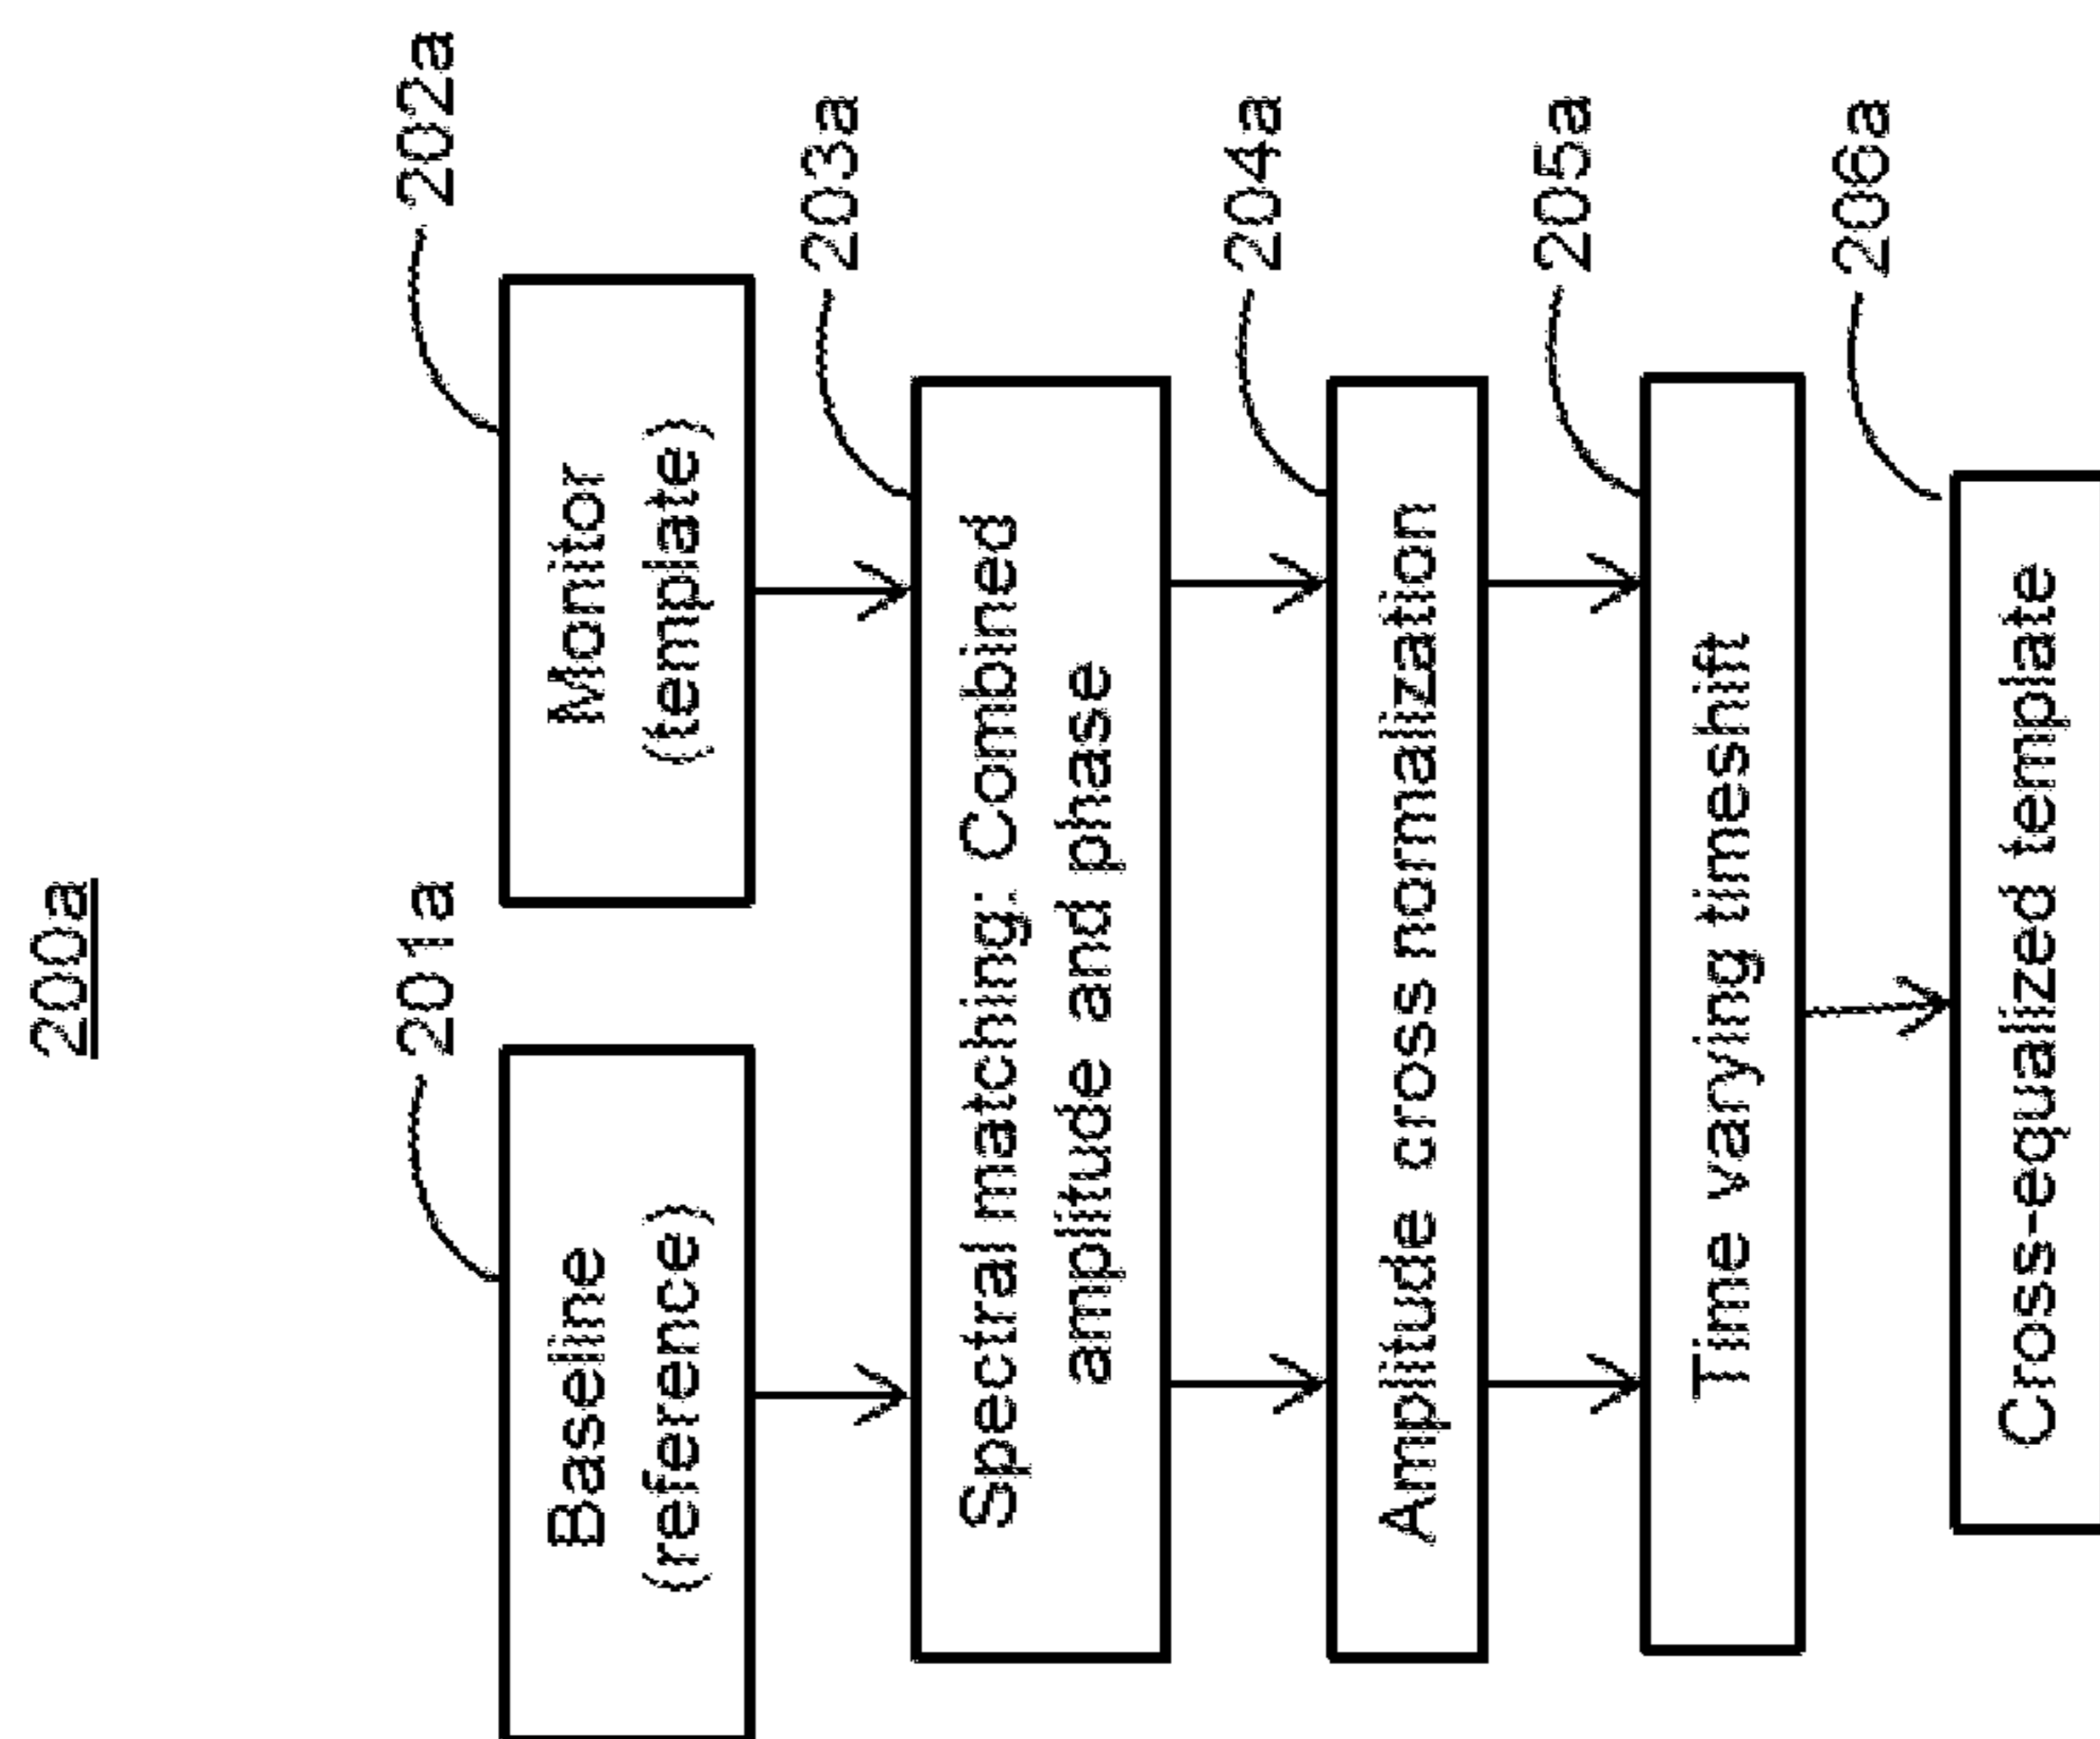 200a
201a
202a
Baseline
(reference)
Monitor
(template)
203a
Spectral matching: Combined
amplitude and phase
204a
Amplitude cross normalization
205a
Time varying timeshift
206a
Cross-equalized template